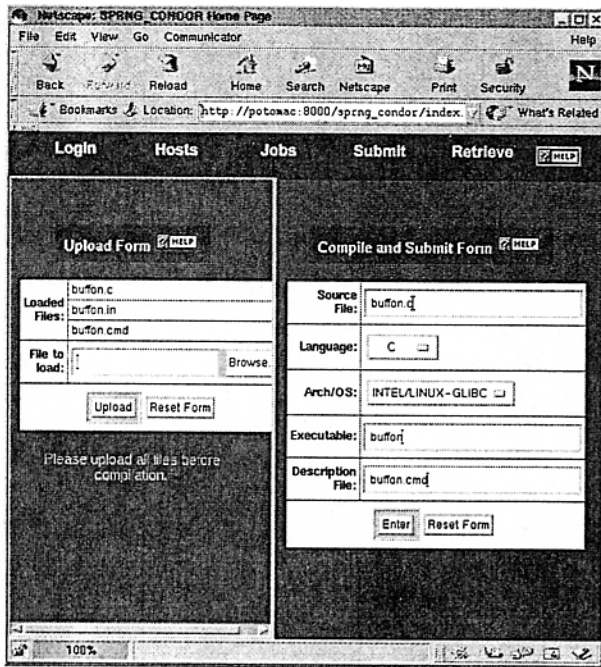 Netscape: SPRNG_CONDOR Home Page
File Edit View Go Communicator Help
Back Forward Reload Home Search Netscape Print Security
N
Bookmarks Location: http://potomac:8000/sprng_condor/index. What's Related
Login Hosts Jobs Submit Retrieve HELP
Upload Form HELP
Loaded Files:
buffon.c
buffon.in
buffon.cmd
File to load: Browse.
Upload Reset Form
Please upload all files before compilation.
Compile and Submit Form HELP
Source File: buffon.c
Language: C
Arch/OS: INTEL/LINUX-GLIBC
Executable: buffon
Description File: buffon.cmd
Enter Reset Form
100%